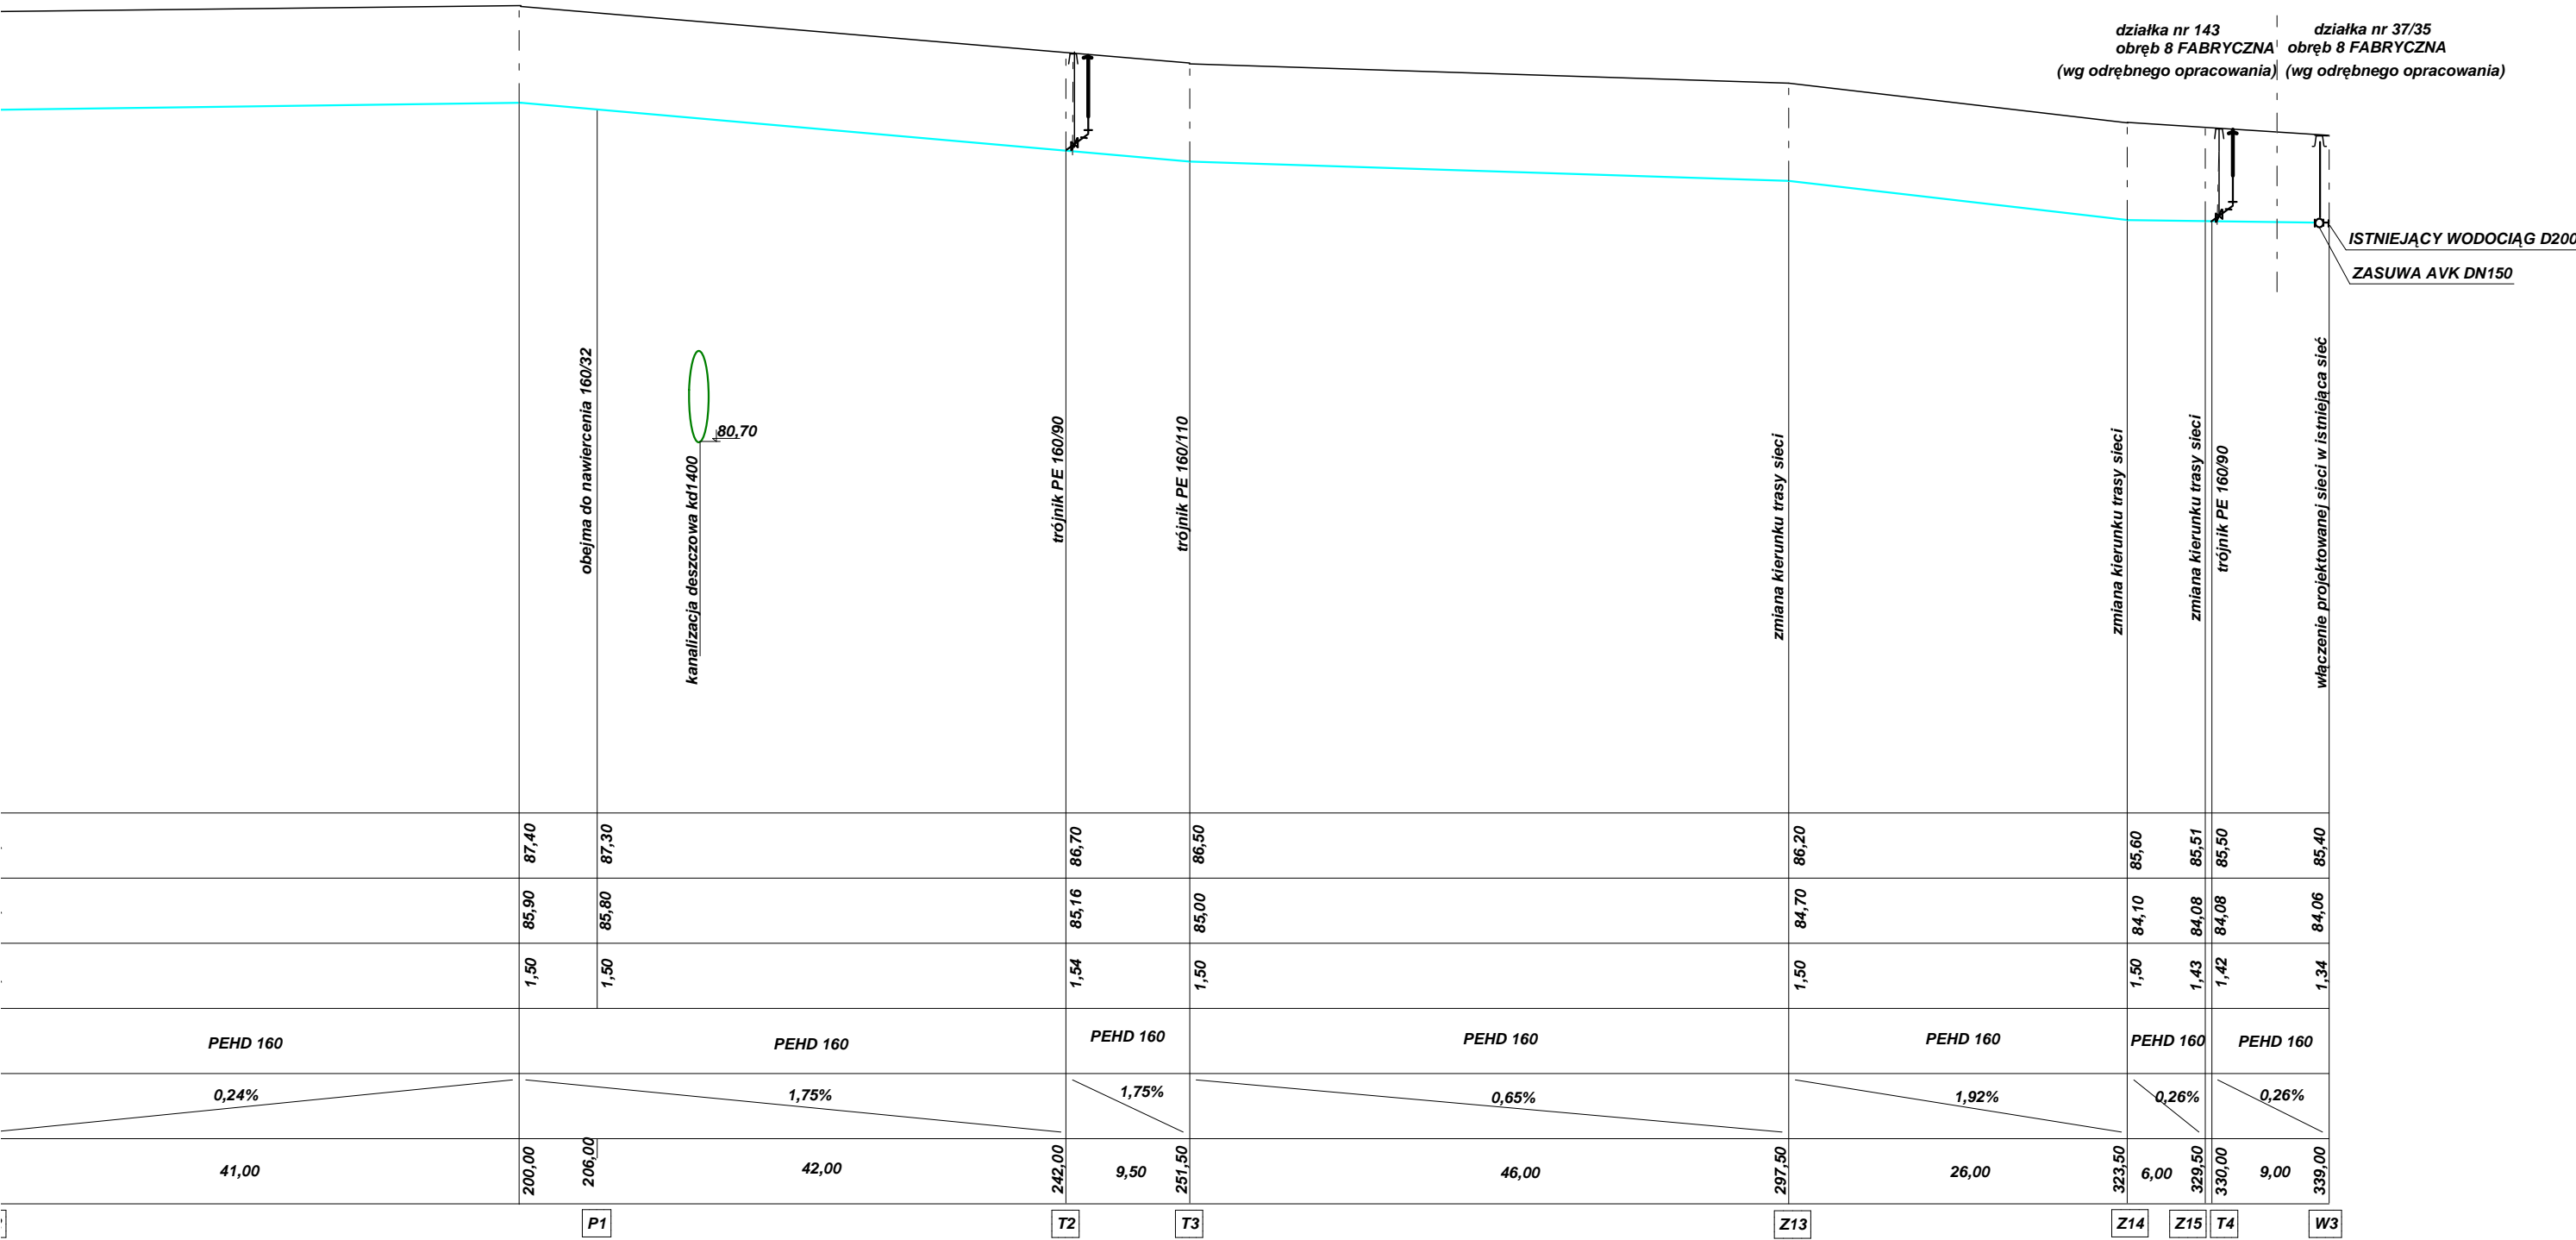 działka nr 143
obręb 8 FABRYCZNA
(wg odrębnego opracowania)
działka nr 37/35
obręb 8 FABRYCZNA
(wg odrębnego opracowania)
ISTNIEJĄCY WODOCIĄG D200
ZASUWA AVK DN150
obejma do nawiercenia 160/32
kanalizacja deszczowa kd1400
80,70
trójnik PE 160/90
trójnik PE 160/110
zmiana kierunku trasy sieci
zmiana kierunku trasy sieci
zmiana kierunku trasy sieci
trójnik PE 160/90
włączenie projektowanej sieci w istniejąca sieć
87,40 87,30 86,70 86,50 86,20 85,60 85,51 85,50 85,40
85,90 85,80 85,16 85,00 84,70 84,10 84,08 84,08 84,06
1,50 1,50 1,54 1,50 1,50 1,50 1,43 1,42 1,34
PEHD 160 PEHD 160 PEHD 160 PEHD 160 PEHD 160 PEHD 160 PEHD 160
0,24% 1,75% 1,75% 0,65% 1,92% 0,26% 0,26%
41,00 200,00 206,00 42,00 242,00 9,50 251,50 46,00 297,50 26,00 323,50 6,00 329,50 330,00 9,00 339,00
P1 T2 T3 Z13 Z14 Z15 T4 W3